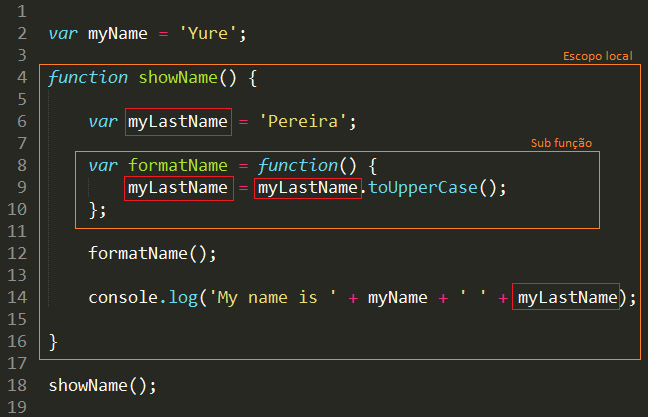 1
2 var myName = 'Yure';
3 Escopo local
4 function showName() {
5
6 var myLastName = 'Pereira';
7 Sub função
8 var formatName = function() {
9 myLastName = myLastName.toUpperCase();
10 };
11
12 formatName();
13
14 console.log('My name is ' + myName + ' ' + myLastName);
15
16 }
17
18 showName();
19